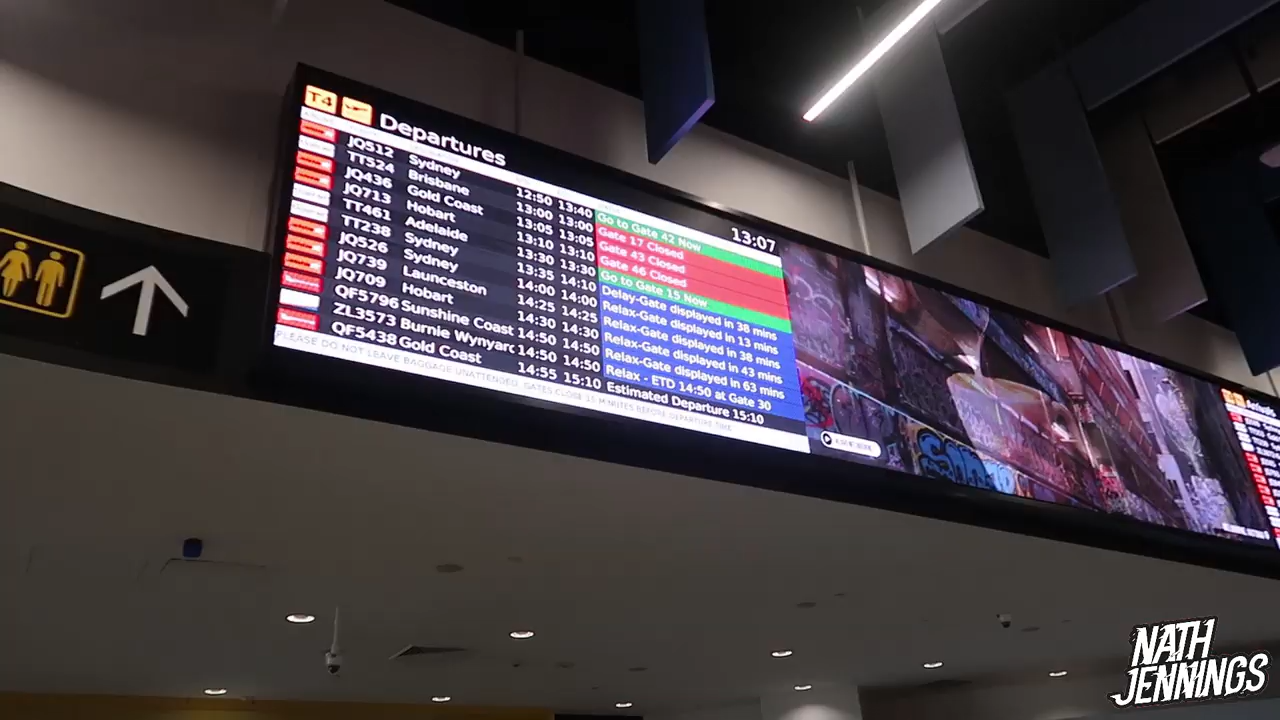 T4 Departures 13:07
JQ512 Sydney 12:50 13:40 Go to Gate 42 Now
TT524 Brisbane 13:00 13:00 Gate 17 Closed
JQ436 Gold Coast 13:05 13:05 Gate 43 Closed
JQ713 Hobart 13:10 13:10 Gate 46 Closed
TT461 Adelaide 13:30 13:30 Go to Gate 15 Now
TT238 Sydney 13:35 14:10 Delay-Gate displayed in 38 mins
JQ526 Sydney 14:00 14:00 Relax-Gate displayed in 13 mins
JQ739 Launceston 14:25 14:25 Relax-Gate displayed in 38 mins
JQ709 Hobart 14:30 14:30 Relax-Gate displayed in 43 mins
QF5796 Sunshine Coast 14:50 14:50 Relax-Gate displayed in 63 mins
ZL3573 Burnie Wynyarc 14:50 14:50 Relax - ETD 14:50 at Gate 30
QF5438 Gold Coast 14:55 15:10 Estimated Departure 15:10
PLEASE DO NOT LEAVE BAGGAGE UNATTENDED. GATES CLOSE 10 MINUTES BEFORE DEPARTURE TIME
Arrivals
NATH
JENNINGS